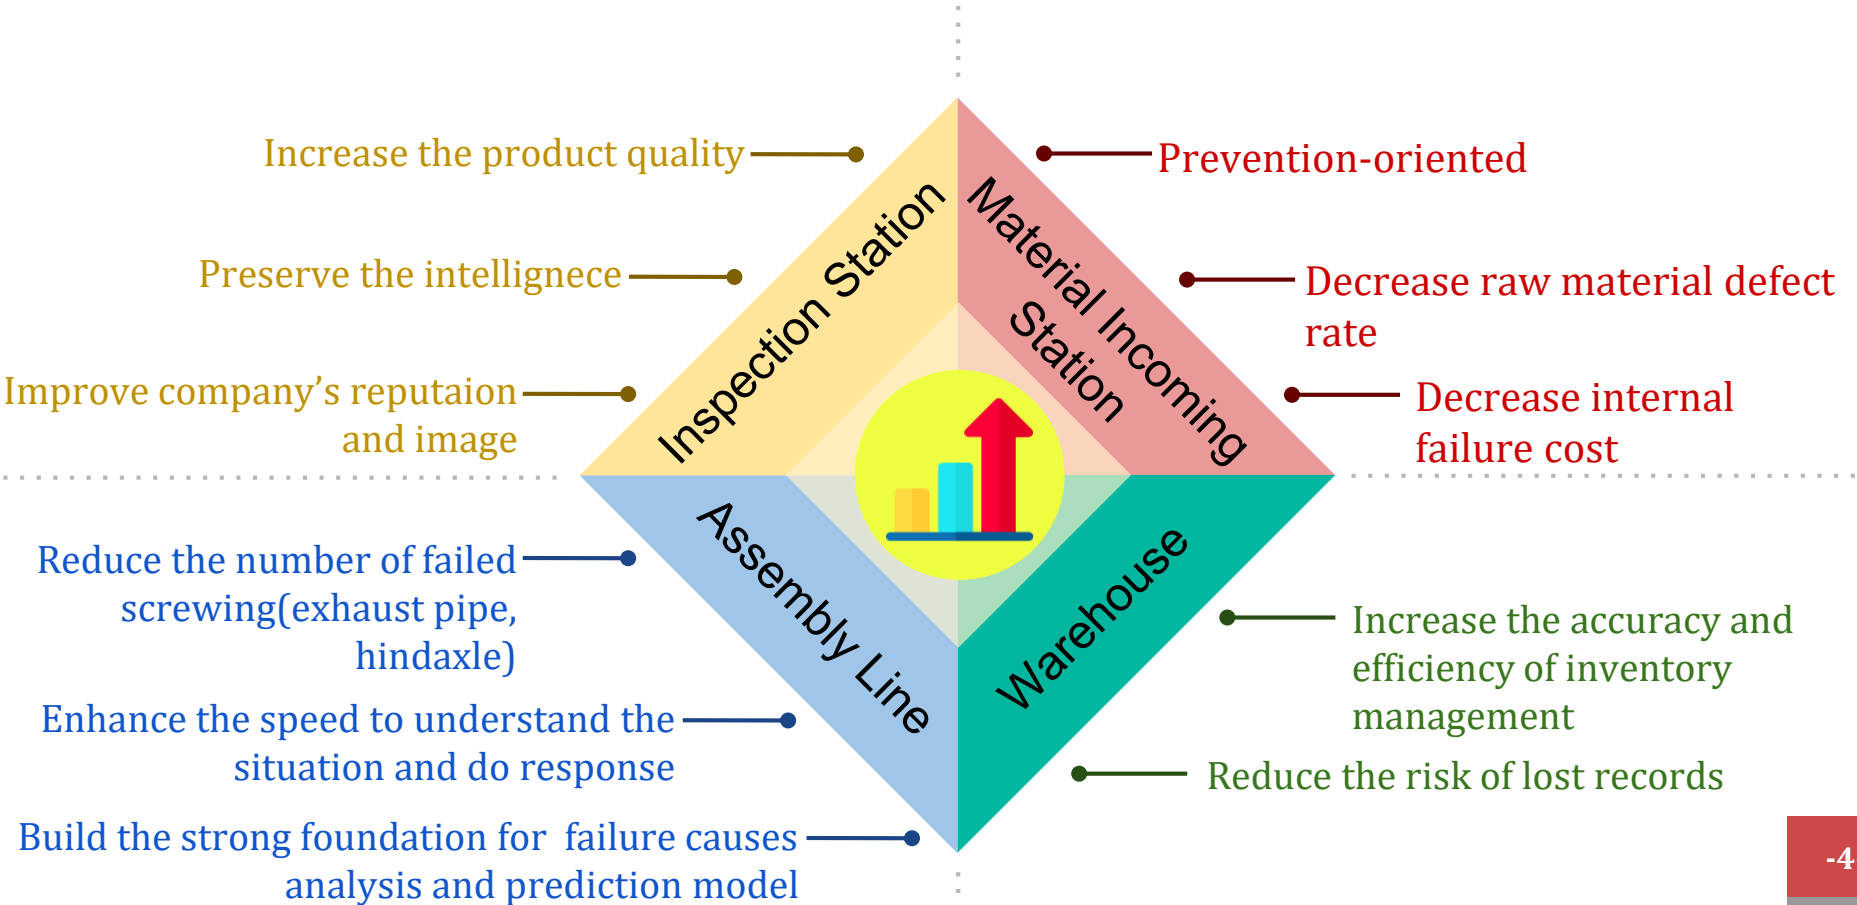 Increase the product quality
Preserve the intellignece
Improve company’s reputaion
and image
Inspection Station
Material Incoming
Station
Prevention-oriented
Decrease raw material defect
rate
Decrease internal
failure cost
Reduce the number of failed
screwing(exhaust pipe,
hindaxle)
Enhance the speed to understand the
situation and do response
Build the strong foundation for  failure causes
analysis and prediction model
Assembly Line
Warehouse
Increase the accuracy and
efficiency of inventory
management
Reduce the risk of lost records
-4